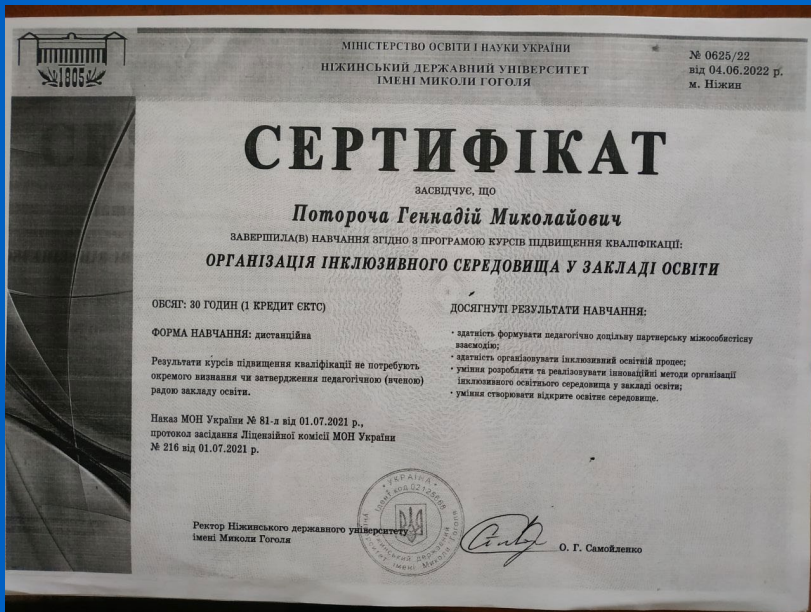 1805
МІНІСТЕРСТВО ОСВІТИ І НАУКИ УКРАЇНИ
НІЖИНСЬКИЙ ДЕРЖАВНИЙ УНІВЕРСИТЕТ
ІМЕНІ МИКОЛИ ГОГОЛЯ
№ 0625/22
від 04.06.2022 р.
м. Ніжин
СЕРТИФІКАТ
ЗАСВІДЧУЄ, ЩО
Потороча Геннадій Миколайович
ЗАВЕРШИЛА(В) НАВЧАННЯ ЗГІДНО З ПРОГРАМОЮ КУРСІВ ПІДВИЩЕННЯ КВАЛІФІКАЦІЇ:
ОРГАНІЗАЦІЯ ІНКЛЮЗИВНОГО СЕРЕДОВИЩА У ЗАКЛАДІ ОСВІТИ
ОБСЯГ: 30 ГОДИН (1 КРЕДИТ ЄКТС)
ФОРМА НАВЧАННЯ: дистанційна
Результати курсів підвищення кваліфікації не потребують
окремого визнання чи затвердження педагогічною (вченою)
радою закладу освіти.
Наказ МОН України № 81-л від 01.07.2021 р.,
протокол засідання Ліцензійної комісії МОН України
№ 216 від 01.07.2021 р.
ДОСЯГНУТІ РЕЗУЛЬТАТИ НАВЧАННЯ:
· здатність формувати педагогічно доцільну партнерську міжособистісну
взаємодію;
· здатність організовувати інклюзивний освітній процес;
· уміння розробляти та реалізовувати інноваційні методи організації
інклюзивного освітнього середовища у закладі освіти;
· уміння створювати відкрите освітнє середовище.
Ректор Ніжинського державного університету
імені Миколи Гоголя
УКРАЇНА
О. Г. Самойленко